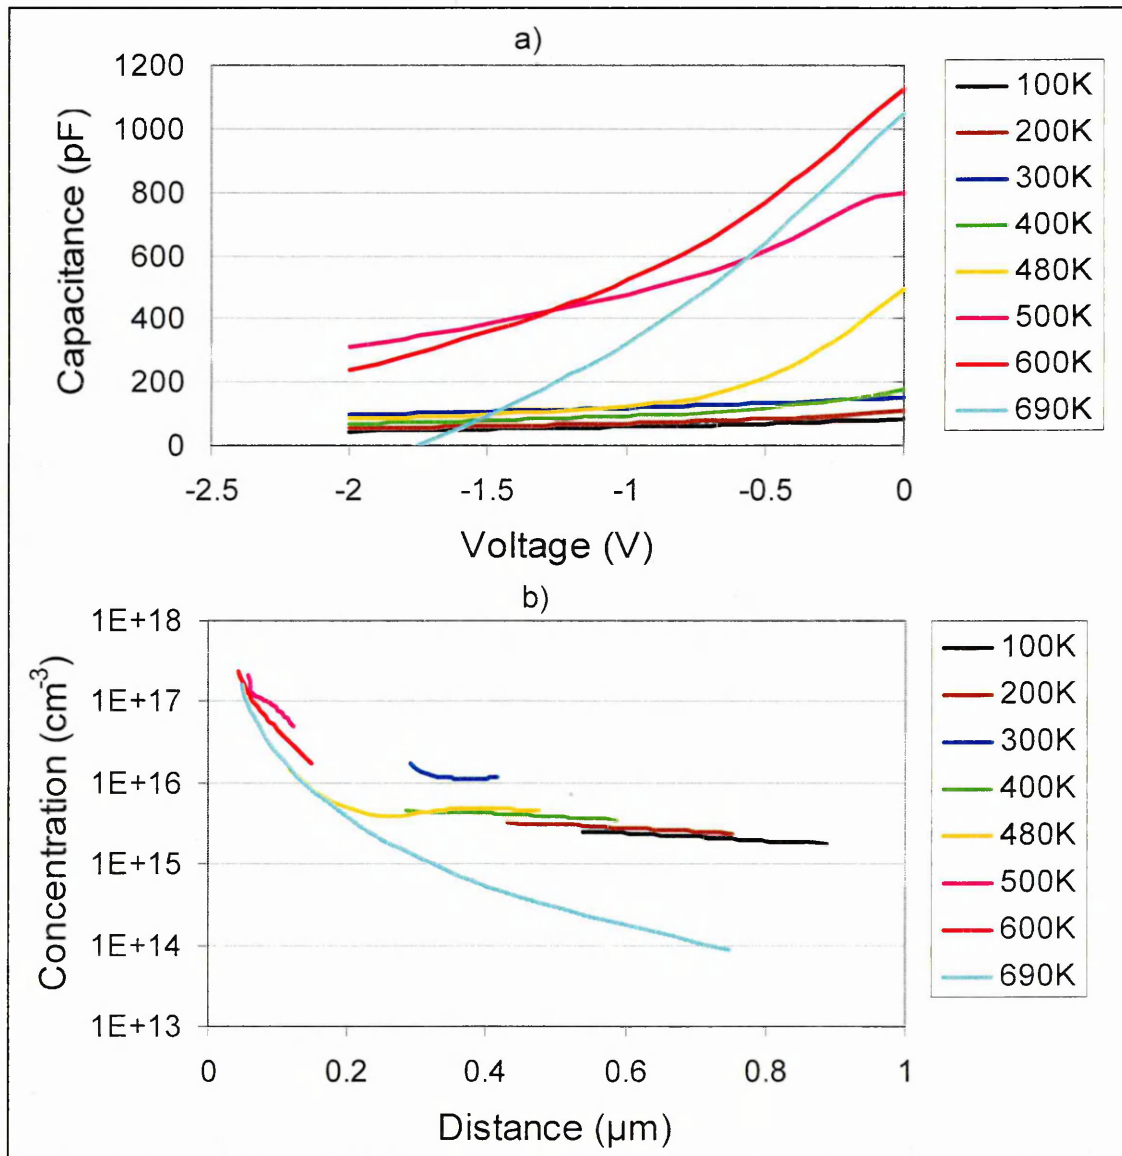 a)
1200
1000
800
600
400
200
0
Capacitance (pF)
-2.5 -2 -1.5 -1 -0.5 0
Voltage (V)
100K
200K
300K
400K
480K
500K
600K
690K
b)
1E+18
1E+17
1E+16
1E+15
1E+14
1E+13
Concentration (cm-3)
0 0.2 0.4 0.6 0.8 1
Distance (µm)
100K
200K
300K
400K
480K
500K
600K
690K